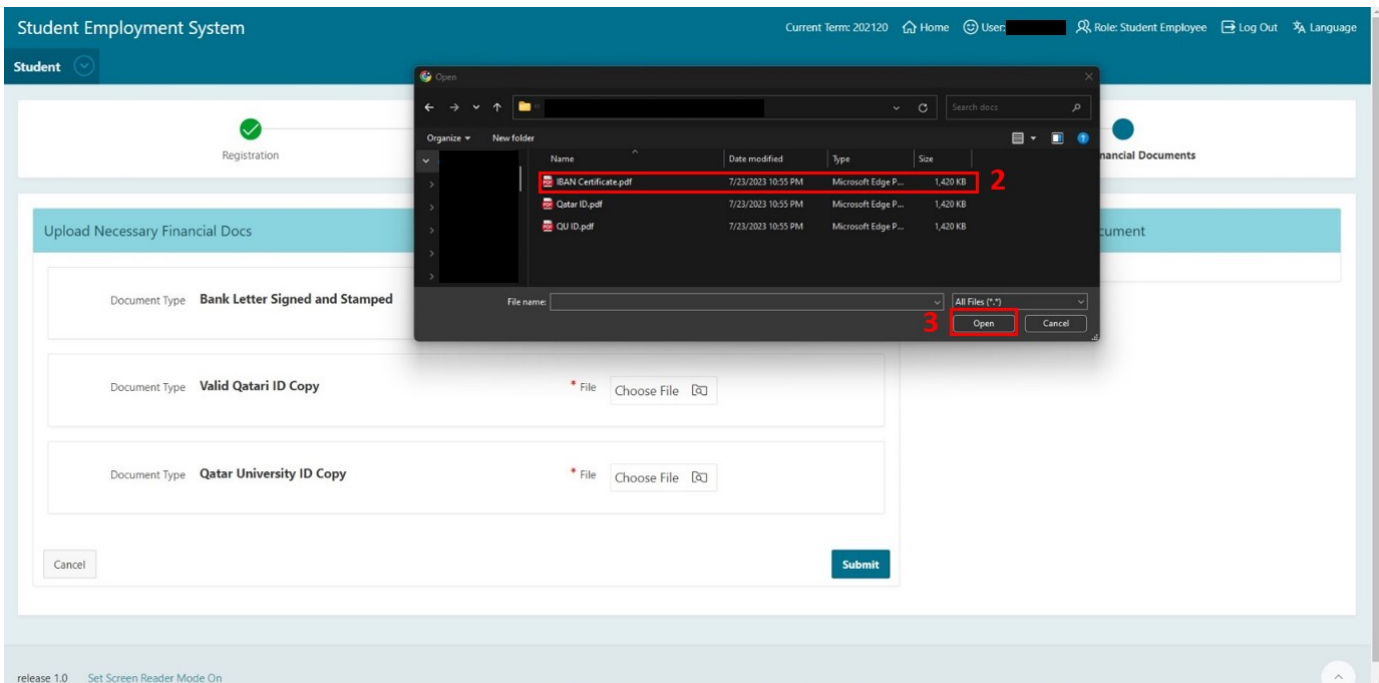 Student Employment System
Current Term: 202120 Home User: Role: Student Employee Log Out Language
Student
Open
Search docs
Organize New folder
Registration
ancial Documents
Name Date modified Type Size
IBAN Certificate.pdf 7/23/2023 10:55 PM Microsoft Edge P... 1,420 KB 2
Qatar ID.pdf 7/23/2023 10:55 PM Microsoft Edge P... 1,420 KB
QU ID.pdf 7/23/2023 10:55 PM Microsoft Edge P... 1,420 KB
Upload Necessary Financial Docs
cument
Document Type Bank Letter Signed and Stamped
File name: All Files (*.*)
3 Open Cancel
Document Type Valid Qatari ID Copy * File Choose File
Document Type Qatar University ID Copy * File Choose File
Cancel Submit
release 1.0 Set Screen Reader Mode On